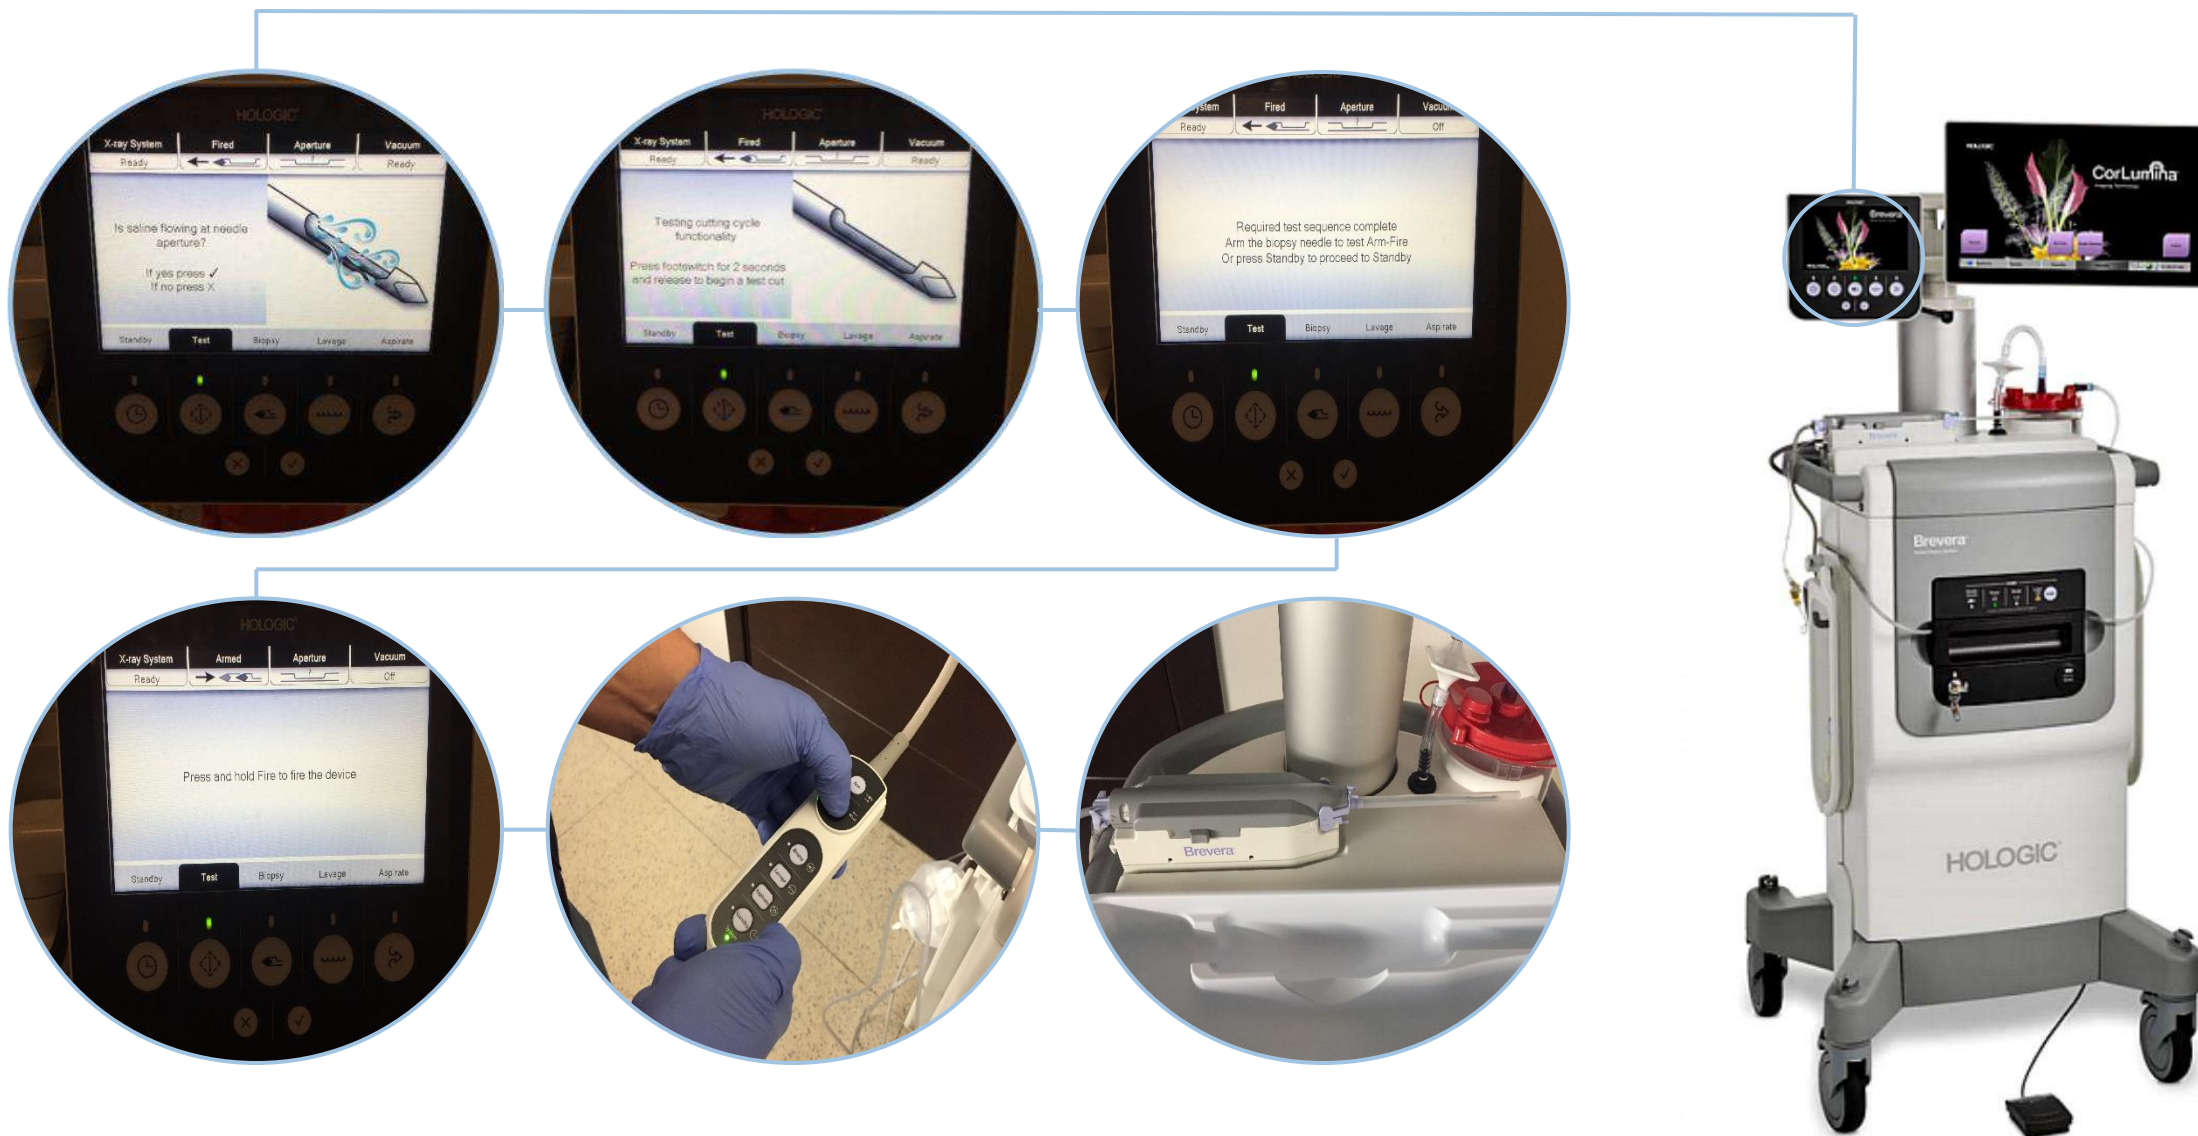 HOLOGIC
X-ray System Fired Aperture Vacuum
Ready Ready
Is saline flowing at needle
aperture?
If yes press ✓
If no press X
Standby Test Biopsy Lavage Aspirate
HOLOGIC
X-ray System Fired Aperture Vacuum
Ready Ready
Testing cutting cycle
functionality
Press footswitch for 2 seconds
and release to begin a test cut
Standby Test Biopsy Lavage Aspirate
System Fired Aperture Vacuum
Ready Off
Required test sequence complete
Arm the biopsy needle to test Arm-Fire
Or press Standby to proceed to Standby
Standby Test Biopsy Lavage Aspirate
HOLOGIC
X-ray System Armed Aperture Vacuum
Ready Off
Press and hold Fire to fire the device
Standby Test Biopsy Lavage Aspirate
Brevera
HOLOGIC
CorLumina
Brevera
Brevera
Brevera
HOLOGIC